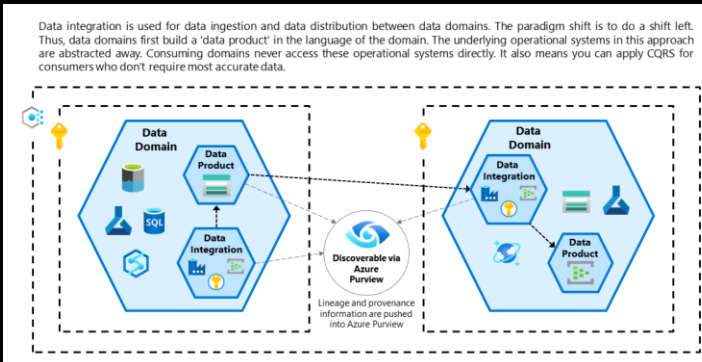 Data integration is used for data ingestion and data distribution between data domains. The paradigm shift is to do a shift left.
Thus, data domains first build a 'data product' in the language of the domain. The underlying operational systems in this approach
are abstracted away. Consuming domains never access these operational systems directly. It also means you can apply CQRS for
consumers who don't require most accurate data.
Data
Domain
Data
Product
SQL
Data
Integration
Discoverable via
Azure
Purview
Lineage and provenance
information are pushed
into Azure Purview
Data
Domain
Data
Integration
Data
Product